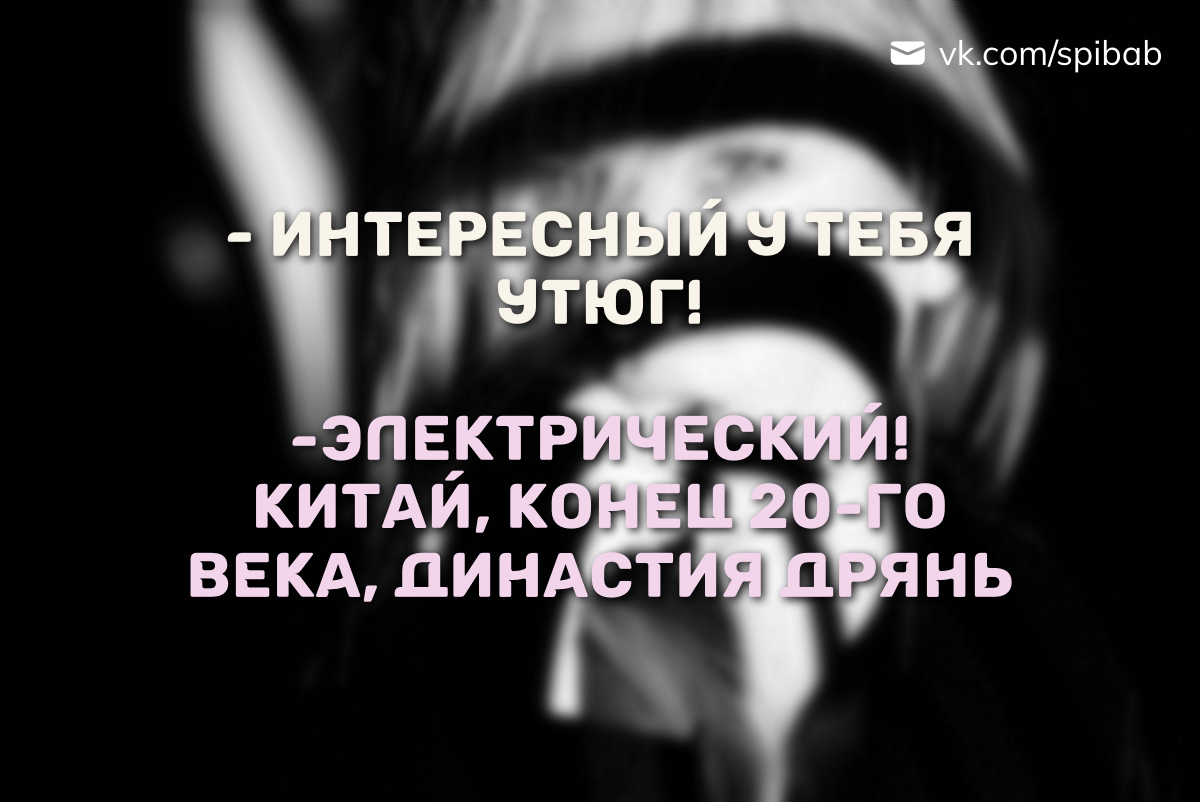 vk.com/spibab
- ИНТЕРЕСНЫЙ У ТЕБЯ
УТЮГ!
-ЭЛЕКТРИЧЕСКИЙ!
КИТАЙ, КОНЕЦ 20-ГО
ВЕКА, ДИНАСТИЯ ДРЯНЬ